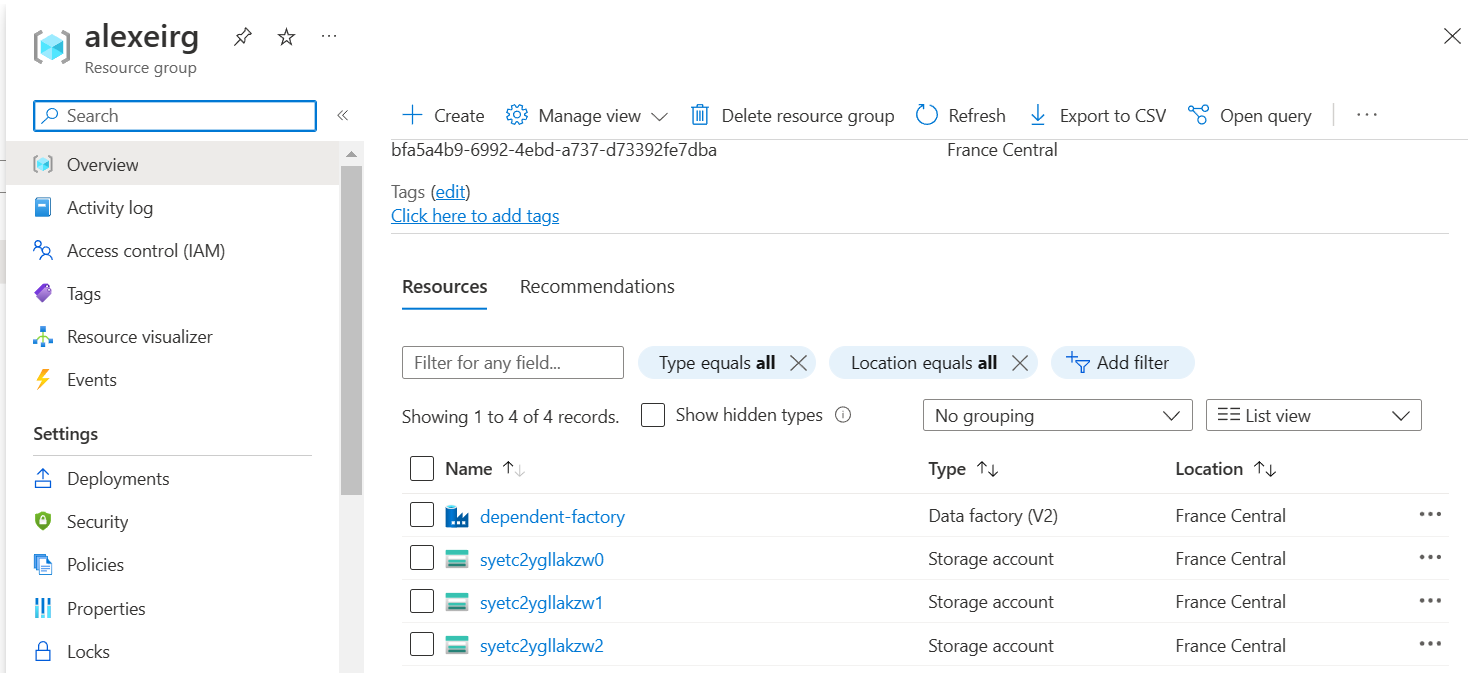 alexeirg
Resource group
Search
Overview
Activity log
Access control (IAM)
Tags
Resource visualizer
Events
Settings
Deployments
Security
Policies
Properties
Locks
Create Manage view Delete resource group Refresh Export to CSV Open query
bfa5a4b9-6992-4ebd-a737-d73392fe7dba France Central
Tags (edit)
Click here to add tags
Resources Recommendations
Filter for any field... Type equals all Location equals all Add filter
Showing 1 to 4 of 4 records. Show hidden types No grouping List view
Name Type Location
dependent-factory Data factory (V2) France Central
syetc2ygllakzw0 Storage account France Central
syetc2ygllakzw1 Storage account France Central
syetc2ygllakzw2 Storage account France Central